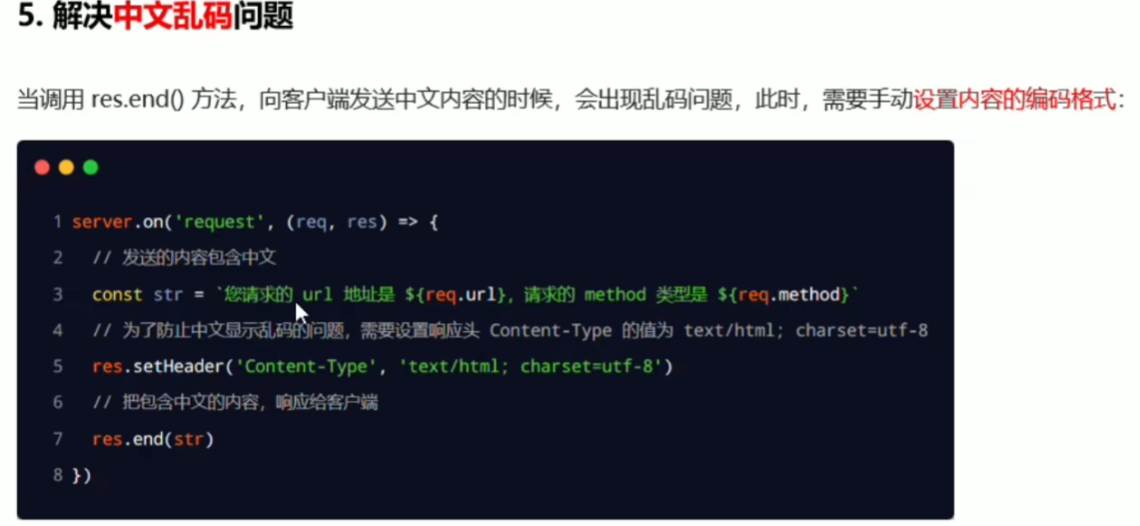 5. 解决中文乱码问题
当调用 res.end() 方法，向客户端发送中文内容的时候，会出现乱码问题，此时，需要手动设置内容的编码格式：
1 server.on('request', (req, res) => {
2   // 发送的内容包含中文
3   const str = `您请求的 url 地址是 ${req.url}，请求的 method 类型是 ${req.method}`
4   // 为了防止中文显示乱码的问题，需要设置响应头 Content-Type 的值为 text/html; charset=utf-8
5   res.setHeader('Content-Type', 'text/html; charset=utf-8')
6   // 把包含中文的内容，响应给客户端
7   res.end(str)
8 })